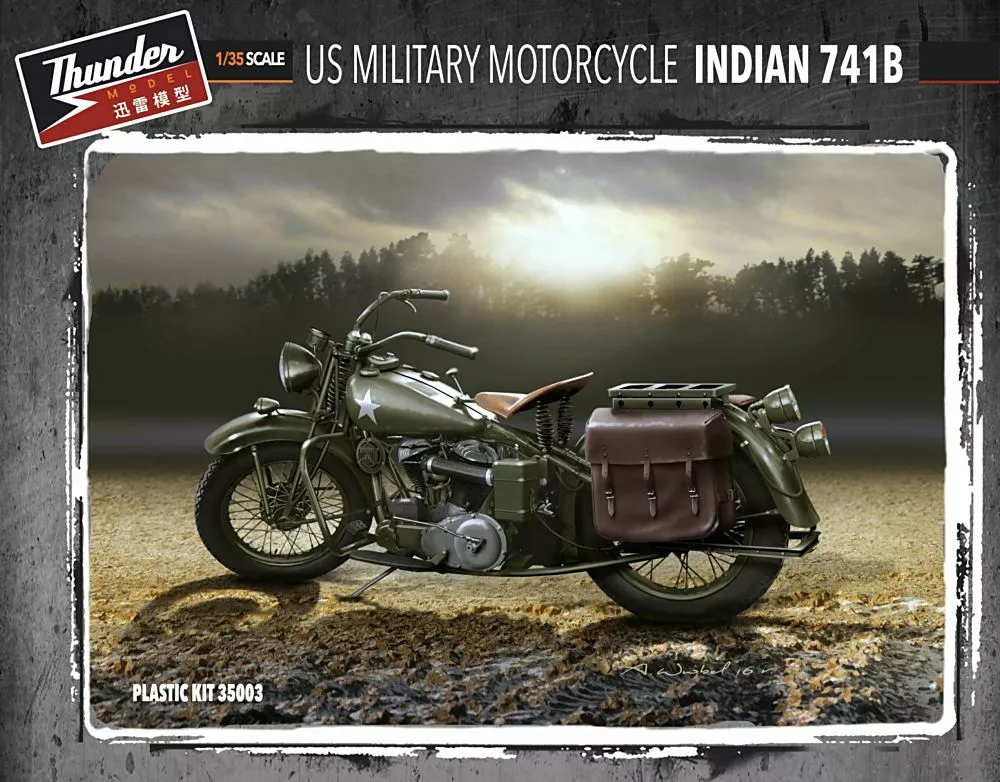 Thunder
MODEL
迅雷模型
1/35 SCALE
US MILITARY MOTORCYCLE INDIAN 741B
PLASTIC KIT 35003